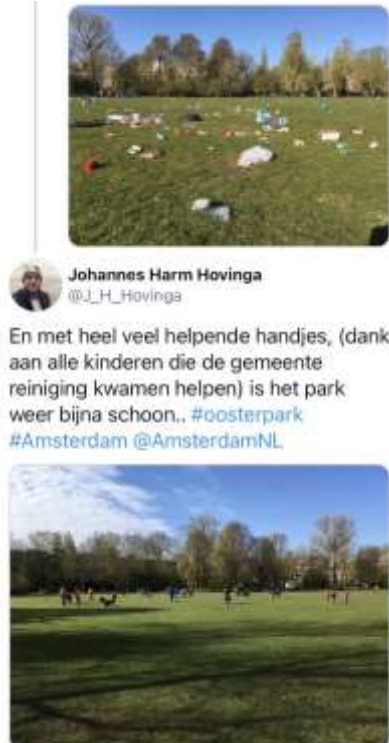 Johannes Harm Hovinga
@J_H_Hovinga
En met heel veel helpende handjes, (dank
aan alle kinderen die de gemeente
reiniging kwamen helpen) is het park
weer bijna schoon.. #oosterpark
#Amsterdam @AmsterdamNL